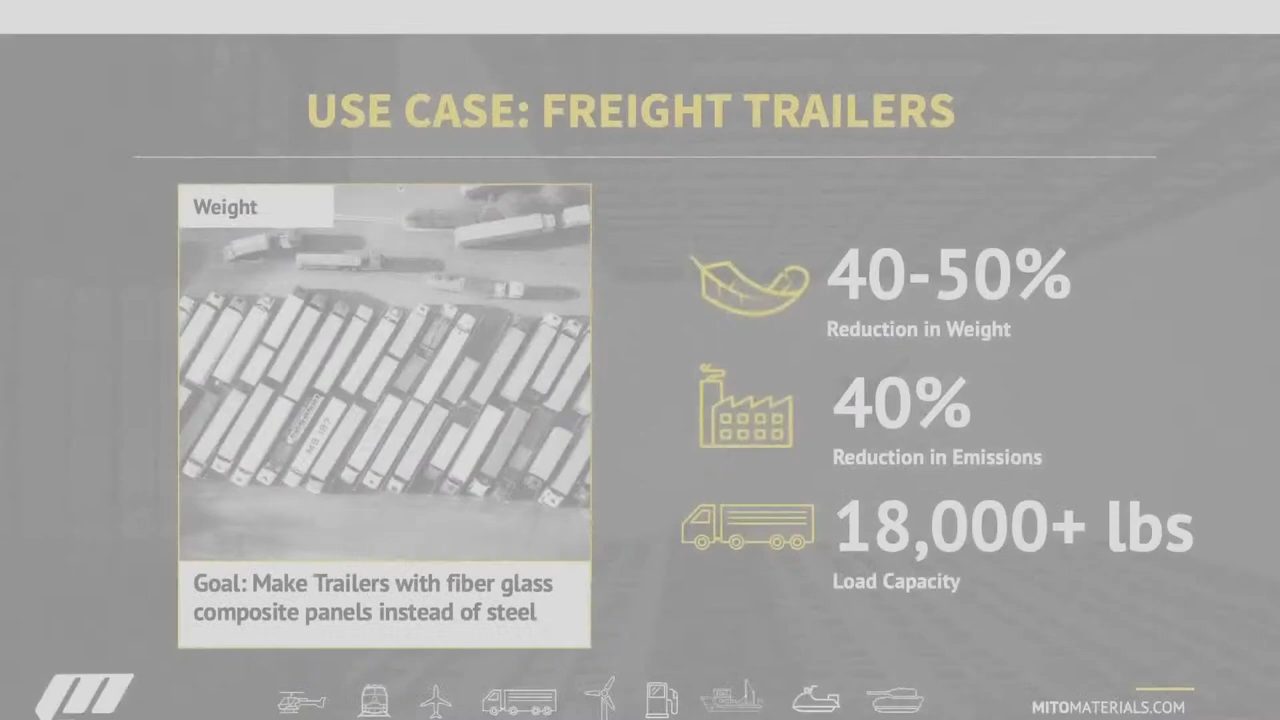 USE CASE: FREIGHT TRAILERS
Weight
40-50%
Reduction in Weight
40%
Reduction in Emissions
18,000+ lbs
Load Capacity
Goal: Make Trailers with fiber glass
composite panels instead of steel
MITOMATERIALS.COM